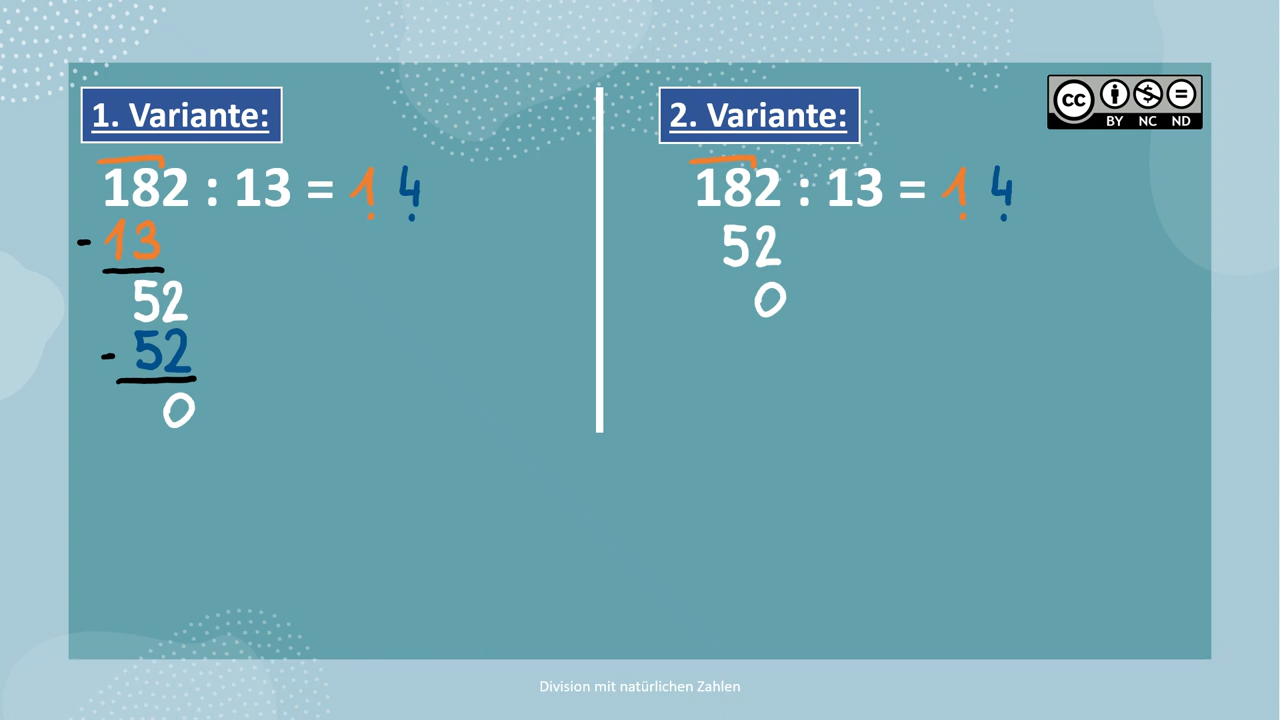 1. Variante:
182 : 13 = 14
- 13
52
- 52
0
2. Variante:
182 : 13 = 14
52
0
cc
BY NC ND
Division mit natürlichen Zahlen